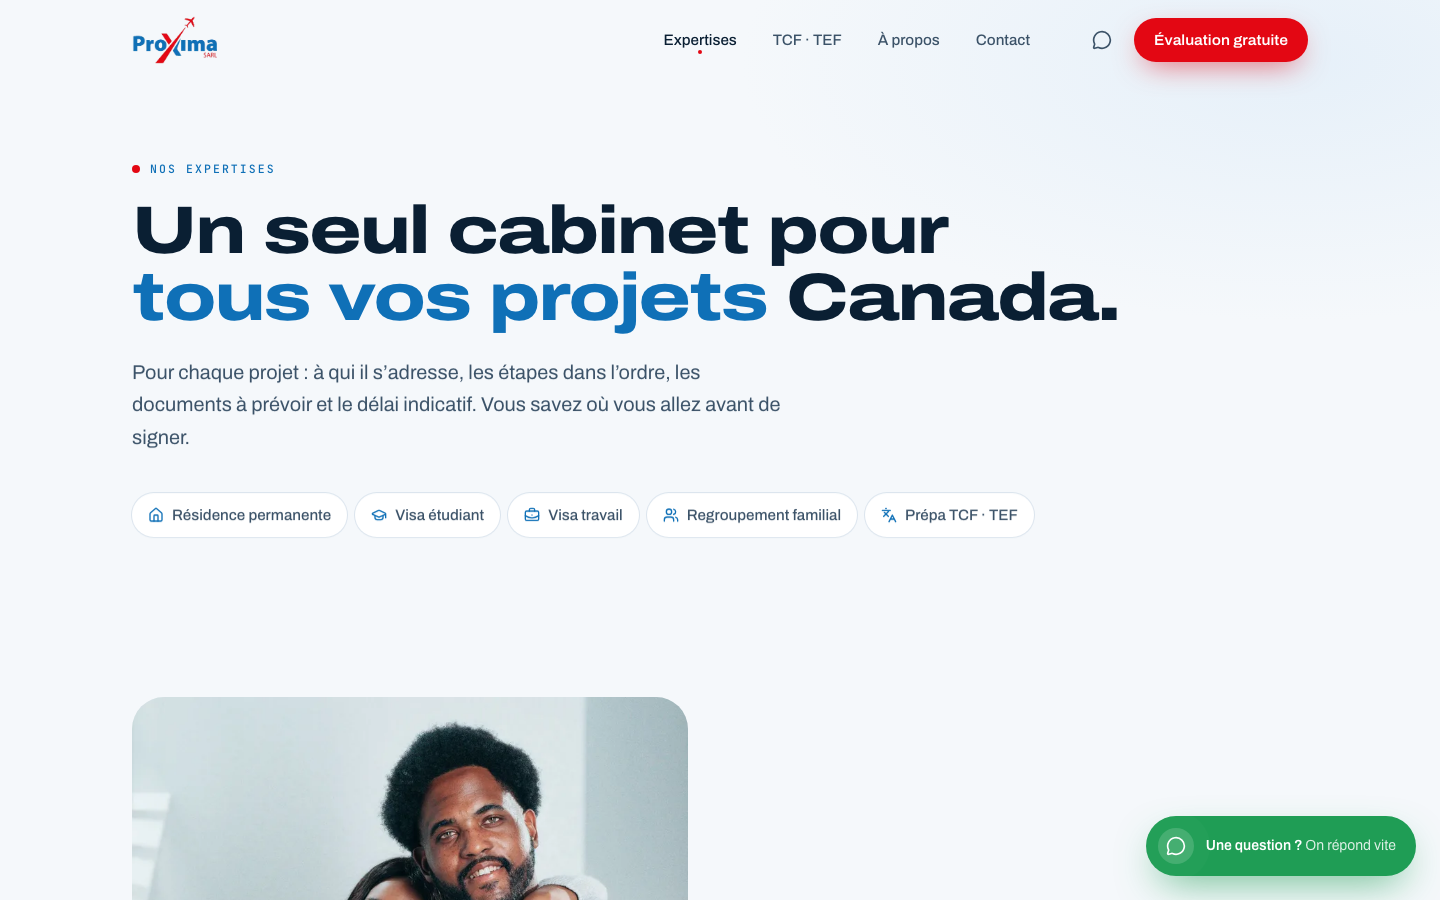 Proxima
SARL
Expertises
TCF · TEF
À propos
Contact
Évaluation gratuite
NOS EXPERTISES
Un seul cabinet pour
tous vos projets Canada.
Pour chaque projet : à qui il s’adresse, les étapes dans l’ordre, les
documents à prévoir et le délai indicatif. Vous savez où vous allez avant de
signer.
Résidence permanente
Visa étudiant
Visa travail
Regroupement familial
Prépa TCF · TEF
Une question ? On répond vite